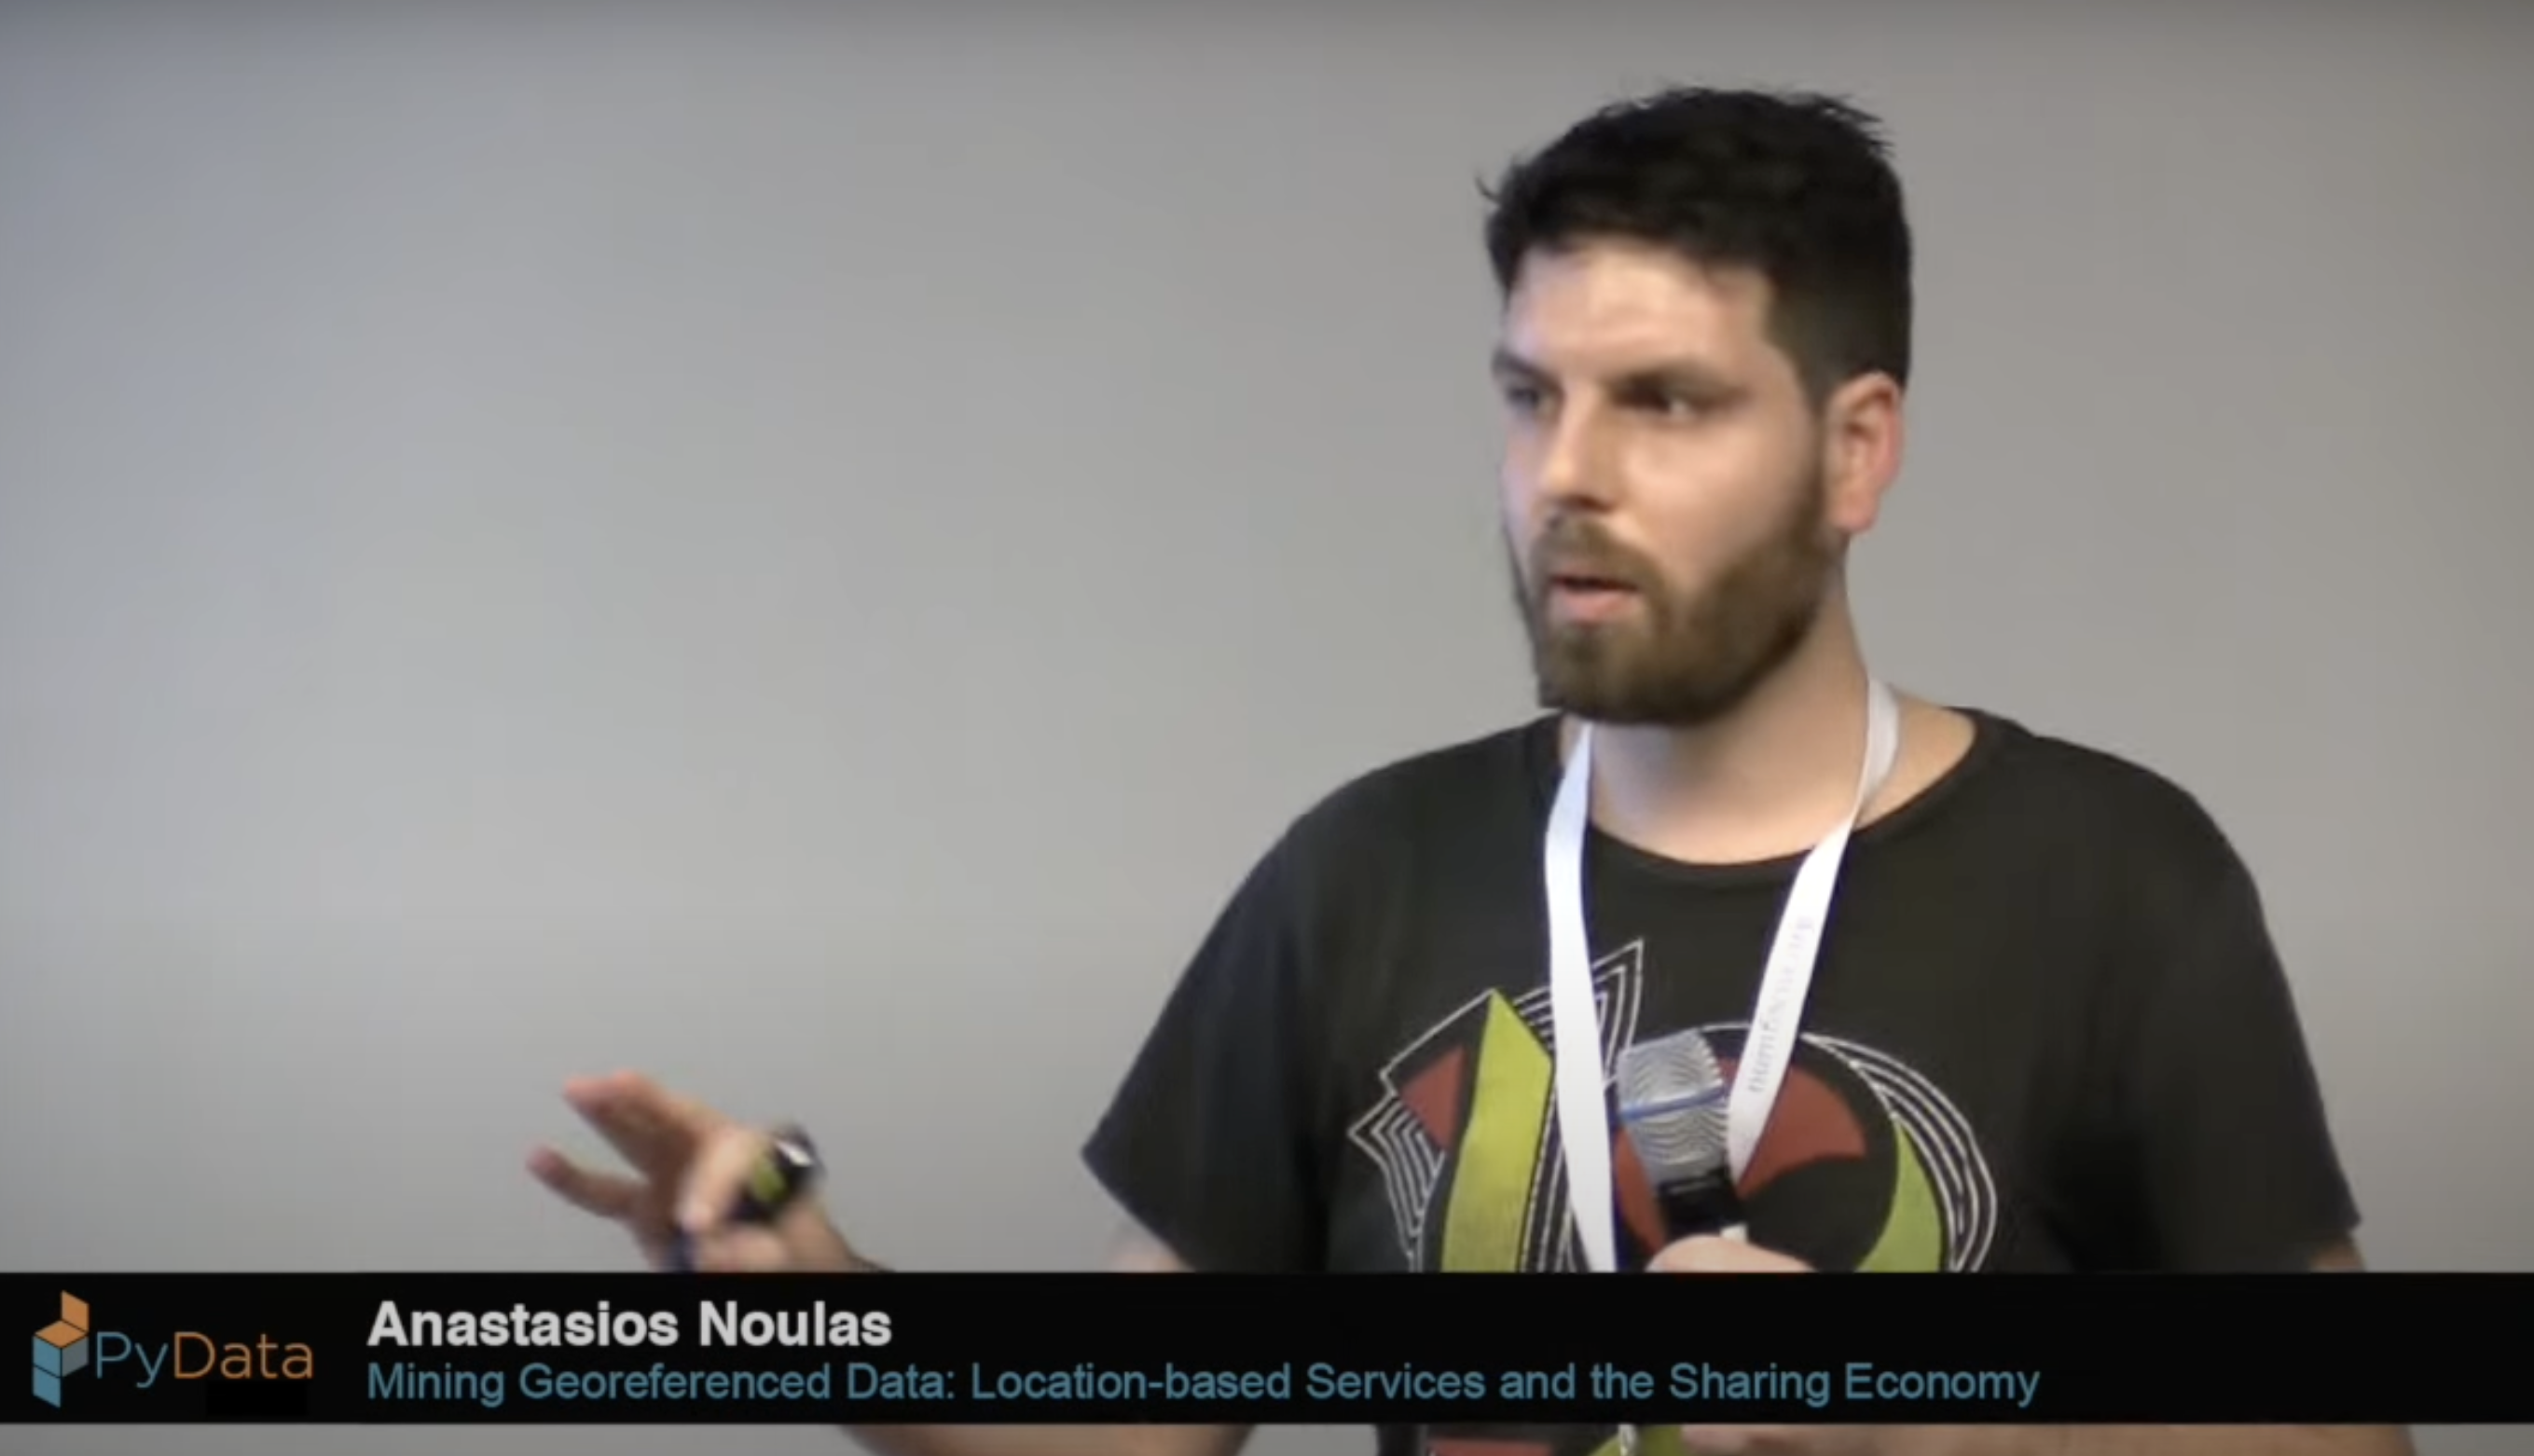 PyData
Anastasios Noulas
Mining Georeferenced Data: Location-based Services and the Sharing Economy